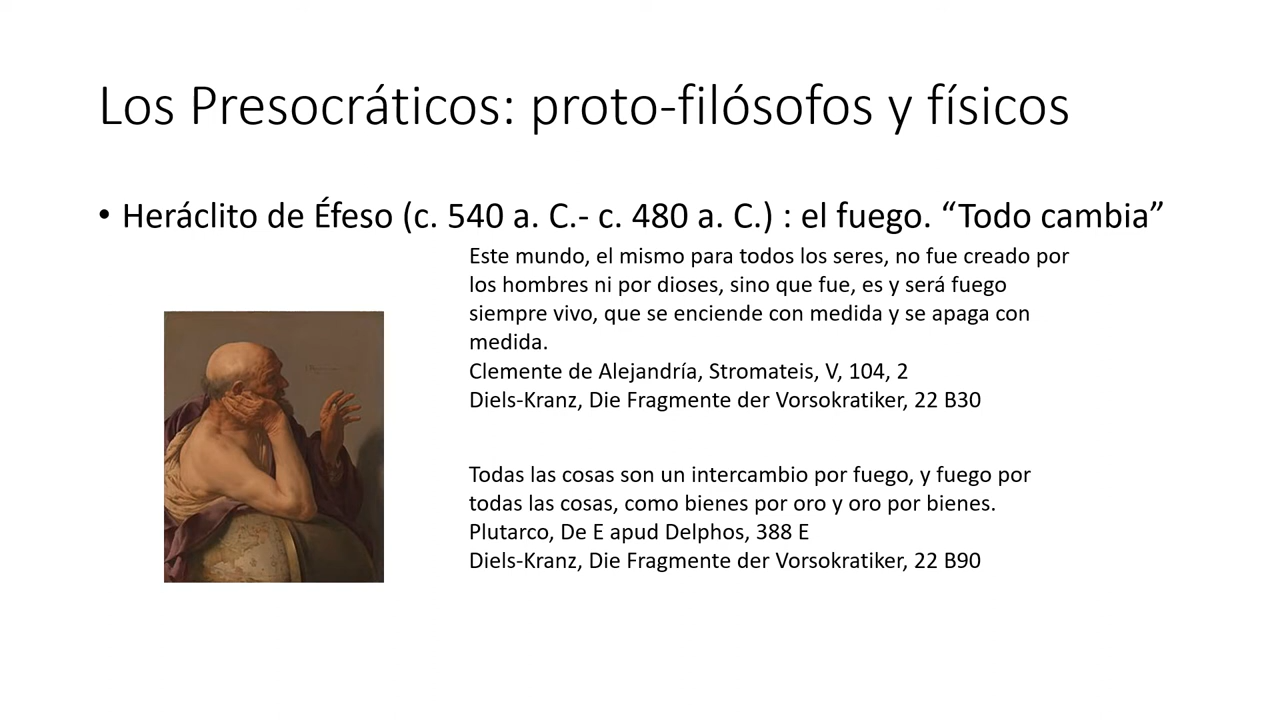 Los Presocráticos: proto-filósofos y físicos
• Heráclito de Éfeso (c. 540 a. C.- c. 480 a. C.) : el fuego. “Todo cambia”
Este mundo, el mismo para todos los seres, no fue creado por
los hombres ni por dioses, sino que fue, es y será fuego
siempre vivo, que se enciende con medida y se apaga con
medida.
Clemente de Alejandría, Stromateis, V, 104, 2
Diels-Kranz, Die Fragmente der Vorsokratiker, 22 B30
Todas las cosas son un intercambio por fuego, y fuego por
todas las cosas, como bienes por oro y oro por bienes.
Plutarco, De E apud Delphos, 388 E
Diels-Kranz, Die Fragmente der Vorsokratiker, 22 B90